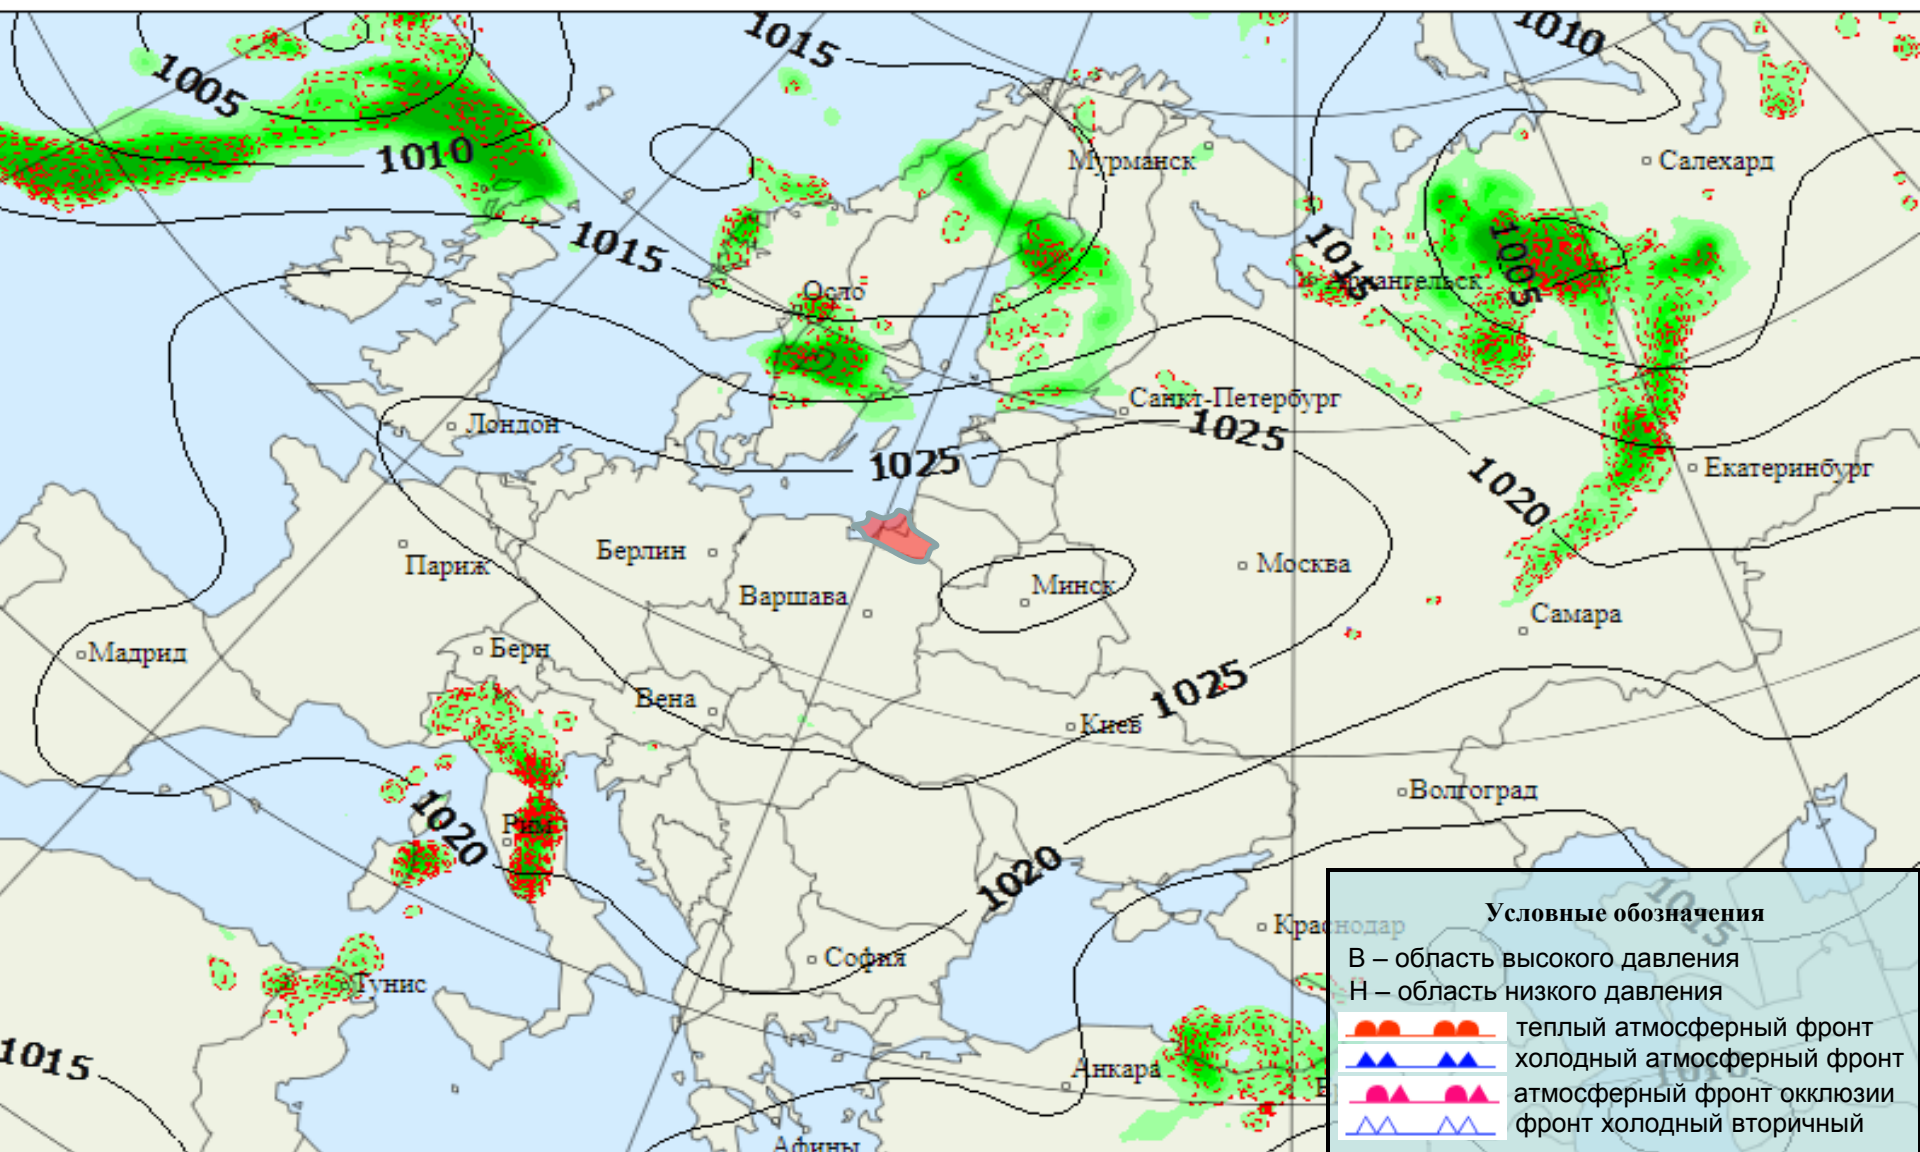 1015
1010
1005
1010
Мурманск
Салехард
1015
1015
1005
Архангельск
Осло
Санкт-Петербург
1025
Лондон
1025
1020
Екатеринбург
Париж
Берлин
Варшава
Минск
Москва
Самара
Мадрид
Берн
Вена
1025
Киев
1020
Рим
Волгоград
1020
1015
София
Краснодар
Тунис
1015
Анкара
Афины
1010
Условные обозначения
В – область высокого давления
Н – область низкого давления
теплый атмосферный фронт
холодный атмосферный фронт
атмосферный фронт окклюзии
фронт холодный вторичный